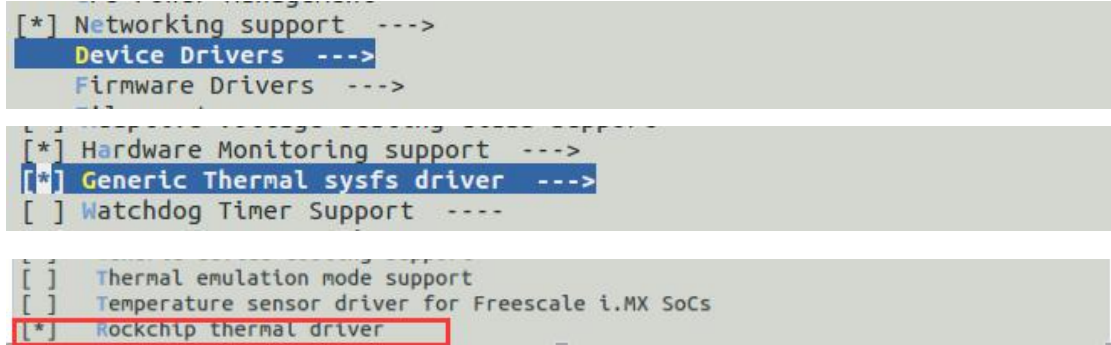 [*] Networking support --->
Device Drivers --->
Firmware Drivers --->
[*] Hardware Monitoring support --->
[*] Generic Thermal sysfs driver --->
[ ] Watchdog Timer Support ----
[ ] Thermal emulation mode support
[ ] Temperature sensor driver for Freescale i.MX SoCs
[*] Rockchip thermal driver